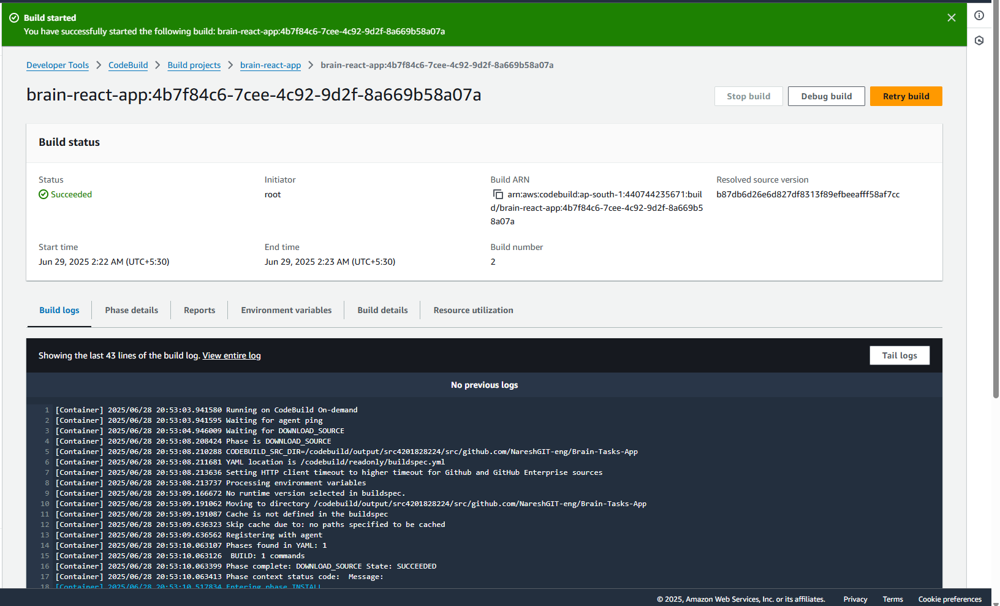 Build started
You have successfully started the following build: brain-react-app:4b7f84c6-7cee-4c92-9d2f-8a669b58a07a
Developer Tools > CodeBuild > Build projects > brain-react-app > brain-react-app:4b7f84c6-7cee-4c92-9d2f-8a669b58a07a
brain-react-app:4b7f84c6-7cee-4c92-9d2f-8a669b58a07a
Stop build
Debug build
Retry build
Build status
Status
Succeeded
Initiator
root
Build ARN
arn:aws:codebuild:ap-south-1:440744235671:buil
d/brain-react-app:4b7f84c6-7cee-4c92-9d2f-8a669b5
8a07a
Resolved source version
b87db6d26e6d827df8313f89efbeeafff58af7cc
Start time
Jun 29, 2025 2:22 AM (UTC+5:30)
End time
Jun 29, 2025 2:23 AM (UTC+5:30)
Build number
2
Build logs
Phase details
Reports
Environment variables
Build details
Resource utilization
Showing the last 43 lines of the build log. View entire log
Tail logs
No previous logs
1 [Container] 2025/06/28 20:53:03.941580 Running on CodeBuild On-demand
2 [Container] 2025/06/28 20:53:03.941595 Waiting for agent ping
3 [Container] 2025/06/28 20:53:04.946009 Waiting for DOWNLOAD_SOURCE
4 [Container] 2025/06/28 20:53:08.208424 Phase is DOWNLOAD_SOURCE
5 [Container] 2025/06/28 20:53:08.210288 CODEBUILD_SRC_DIR=/codebuild/output/src4201828224/src/github.com/NareshGIT-eng/Brain-Tasks-App
6 [Container] 2025/06/28 20:53:08.211681 YAML location is /codebuild/readonly/buildspec.yml
7 [Container] 2025/06/28 20:53:08.213636 Setting HTTP client timeout to higher timeout for Github and GitHub Enterprise sources
8 [Container] 2025/06/28 20:53:08.213737 Processing environment variables
9 [Container] 2025/06/28 20:53:09.166672 No runtime version selected in buildspec.
10 [Container] 2025/06/28 20:53:09.191062 Moving to directory /codebuild/output/src4201828224/src/github.com/NareshGIT-eng/Brain-Tasks-App
11 [Container] 2025/06/28 20:53:09.191087 Cache is not defined in the buildspec
12 [Container] 2025/06/28 20:53:09.636323 Skip cache due to: no paths specified to be cached
13 [Container] 2025/06/28 20:53:09.636562 Registering with agent
14 [Container] 2025/06/28 20:53:10.063107 Phases found in YAML: 1
15 [Container] 2025/06/28 20:53:10.063126  BUILD: 1 commands
16 [Container] 2025/06/28 20:53:10.063399 Phase complete: DOWNLOAD_SOURCE State: SUCCEEDED
17 [Container] 2025/06/28 20:53:10.063413 Phase context status code:  Message:
18 [Container] 2025/06/28 20:53:10.517834 Entering phase INSTALL
© 2025, Amazon Web Services, Inc. or its affiliates.
Privacy
Terms
Cookie preferences